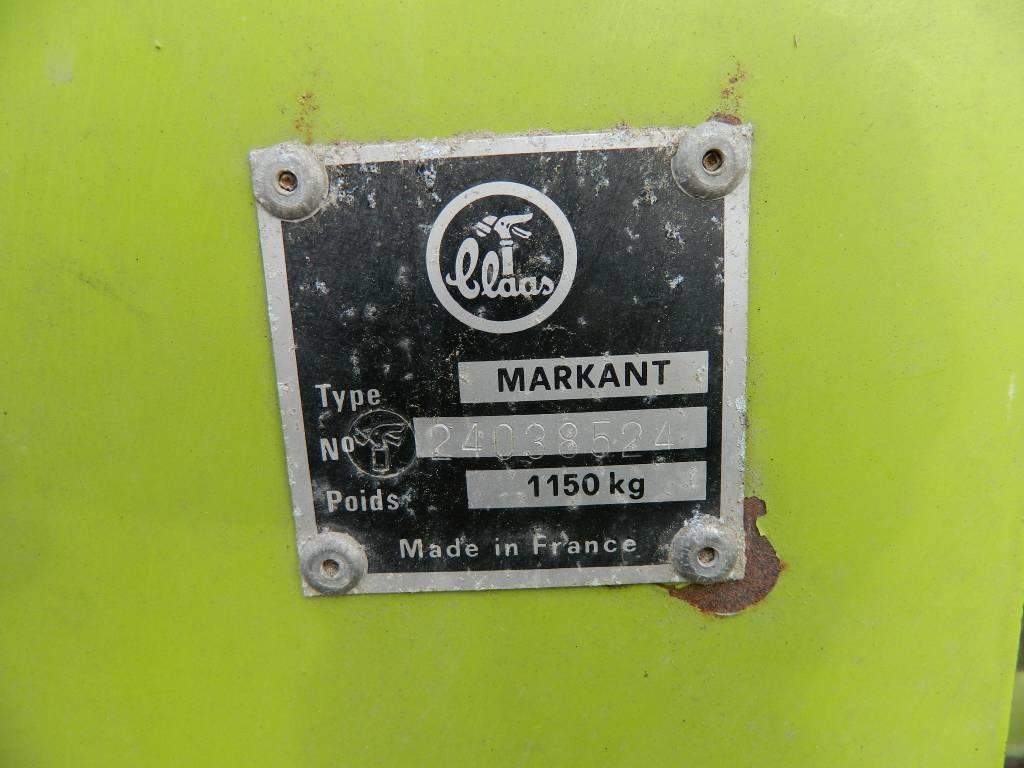 Claas
Type MARKANT
No 24038524
Poids 1150 kg
Made in France